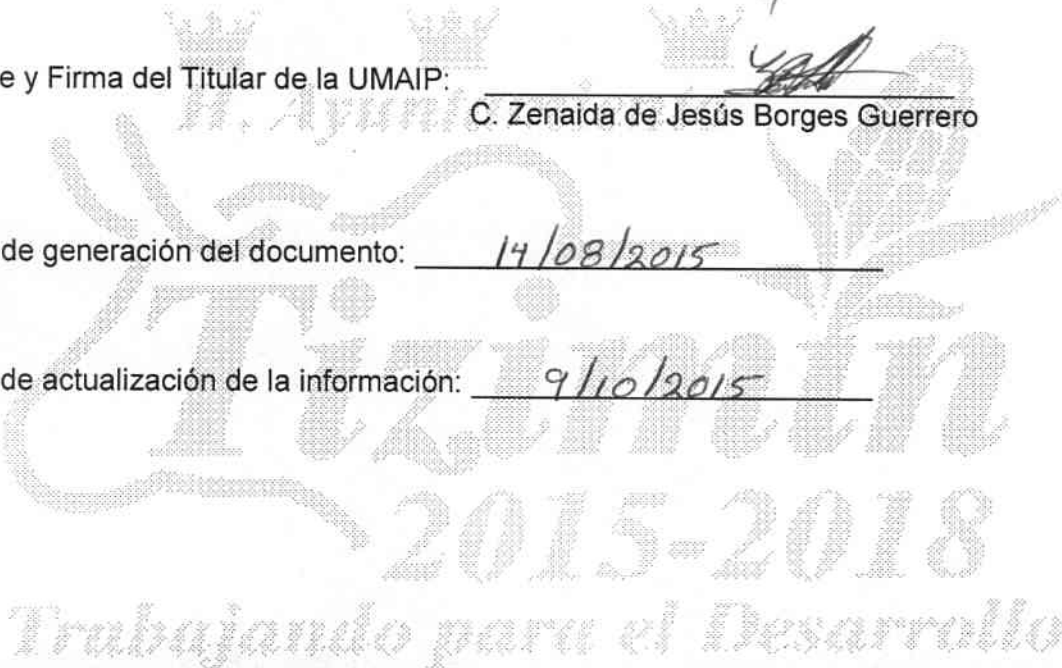 H. Ayuntamiento
e y Firma del Titular de la UMAIP:
C. Zenaida de Jesús Borges Guerrero
de generación del documento: 14/08/2015
Tizimín
de actualización de la información: 9/10/2015
2015-2018
Trabajando para el Desarrollo